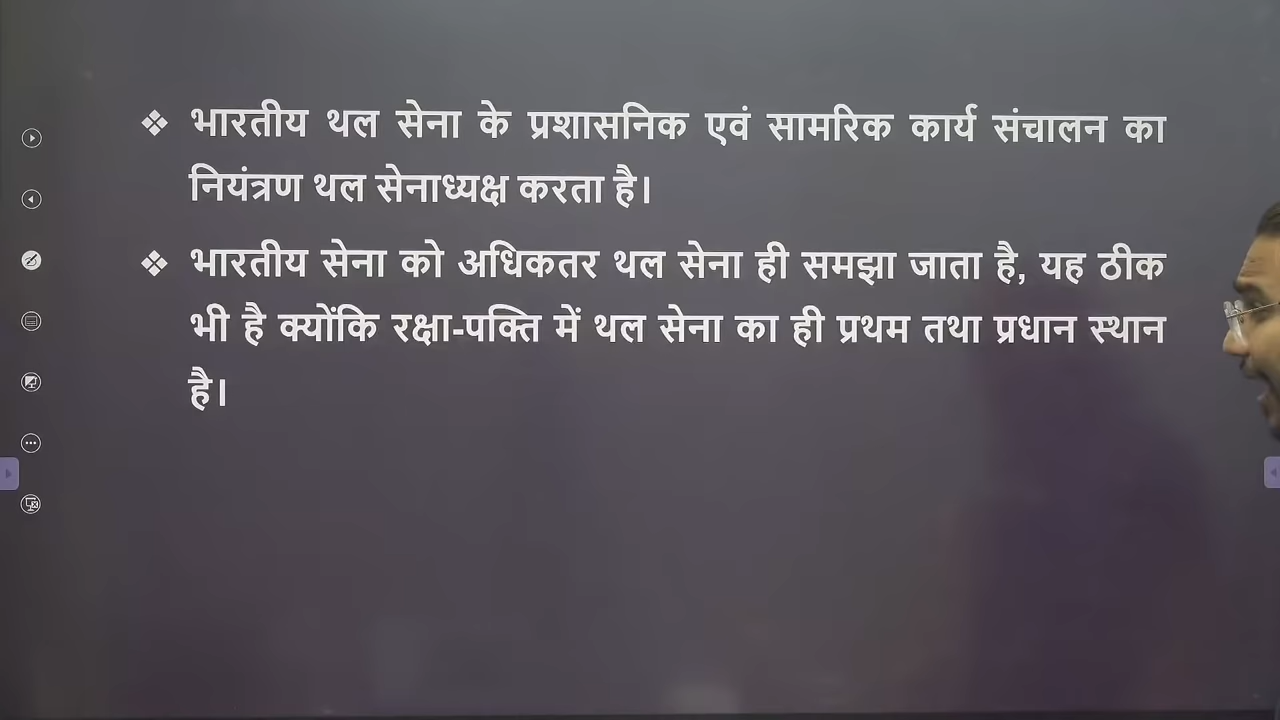 ❖ भारतीय थल सेना के प्रशासनिक एवं सामरिक कार्य संचालन का
नियंत्रण थल सेनाध्यक्ष करता है।
❖ भारतीय सेना को अधिकतर थल सेना ही समझा जाता है, यह ठीक
भी है क्योंकि रक्षा-पक्ति में थल सेना का ही प्रथम तथा प्रधान स्थान
है।